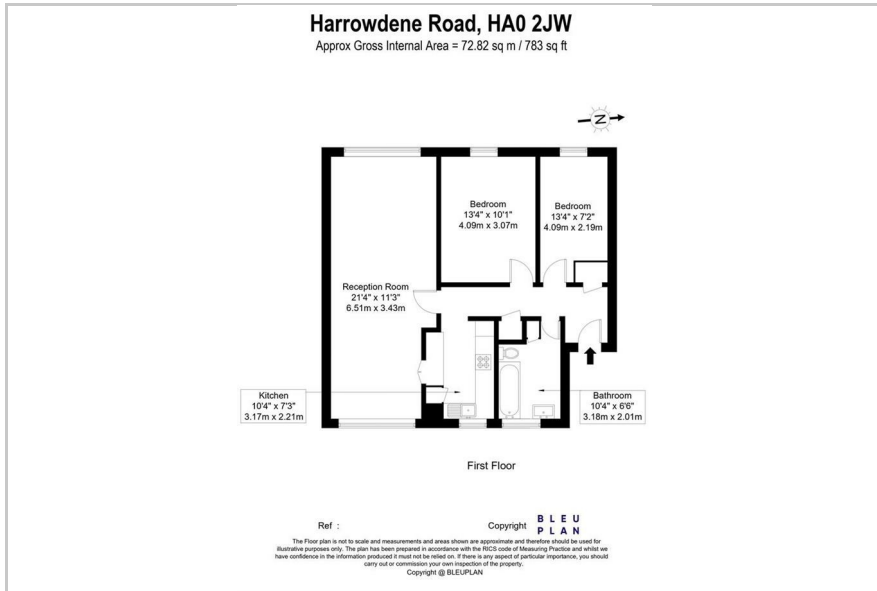 Harrowdene Road, HA0 2JW
Approx Gross Internal Area = 72.82 sq m / 783 sq ft
N
Bedroom
13'4" x 10'1"
4.09m x 3.07m
Bedroom
13'4" x 7'2"
4.09m x 2.19m
Reception Room
21'4" x 11'3"
6.51m x 3.43m
Kitchen
10'4" x 7'3"
3.17m x 2.21m
Bathroom
10'4" x 6'6"
3.18m x 2.01m
First Floor
Ref :
Copyright
BLEU
PLAN
The Floor plan is not to scale and measurements and areas shown are approximate and therefore should be used for
illustrative purposes only. The plan has been prepared in accordance with the RICS code of Measuring Practice and whilst we
have confidence in the information produced it must not be relied on. If there is any aspect of particular importance, you should
carry out or commission your own inspection of the property.
Copyright @ BLEUPLAN